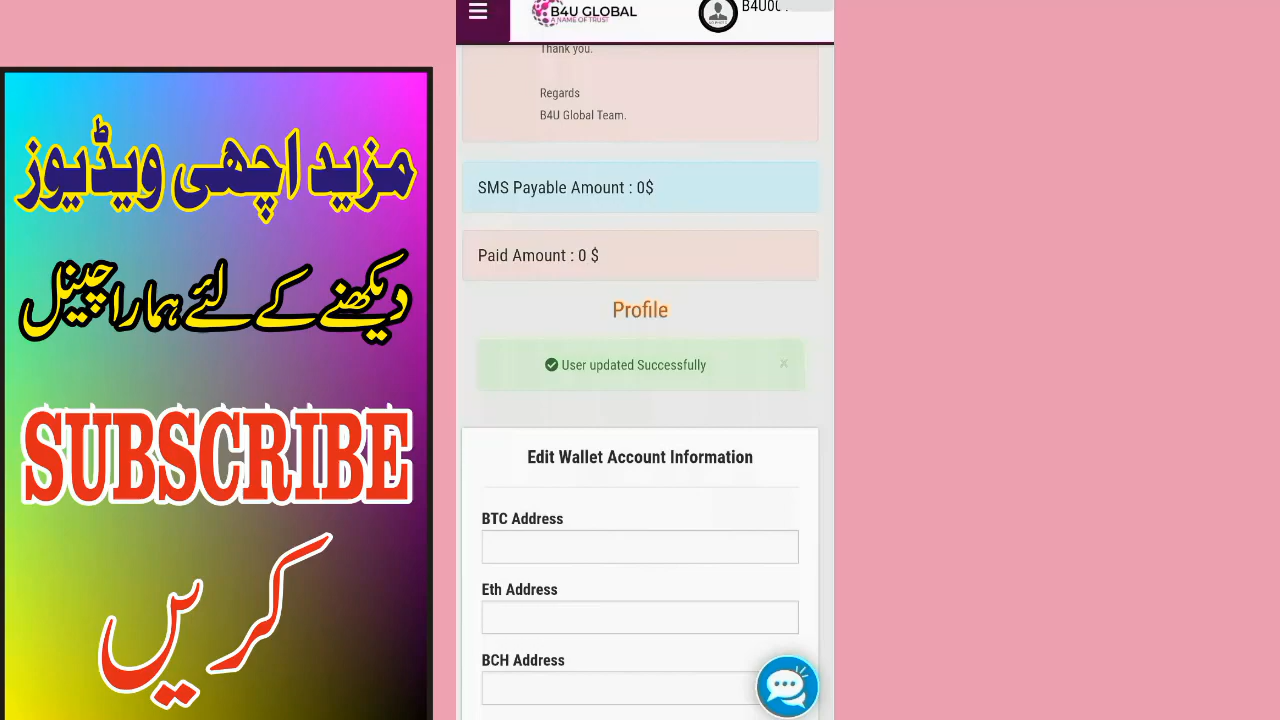 مزید اچھی ویڈیوز
دیکھنے کے لئے ہمارا چینل
SUBSCRIBE
کریں
B4U GLOBAL
A NAME OF TRUST
Thank you.
Regards
B4U Global Team.
SMS Payable Amount : 0$
Paid Amount : 0 $
Profile
User updated Successfully
×
Edit Wallet Account Information
BTC Address
Eth Address
BCH Address